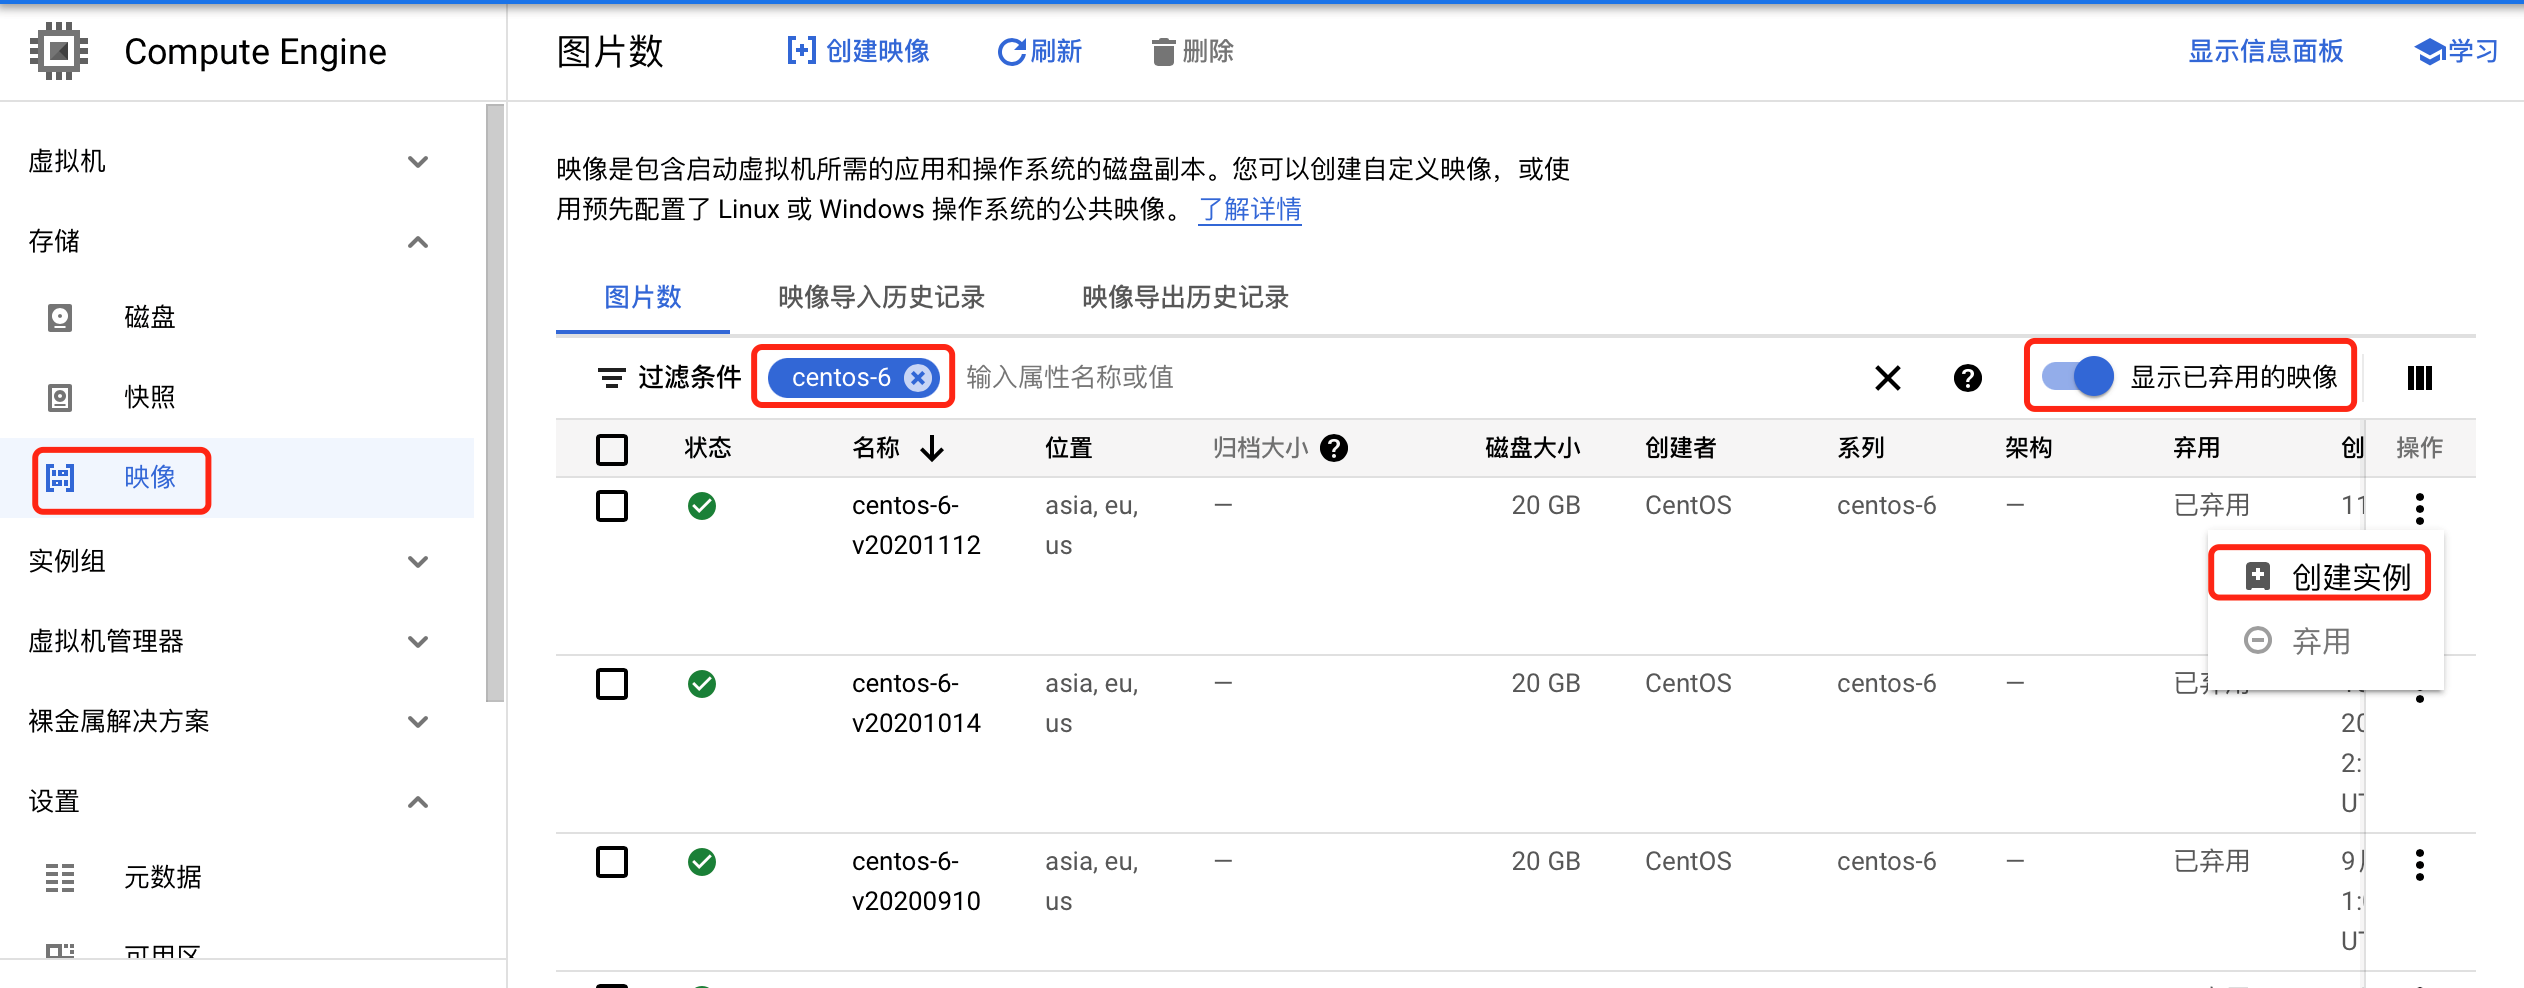 Compute Engine
图片数
创建映像
刷新
删除
显示信息面板
学习
虚拟机
存储
磁盘
快照
映像
实例组
虚拟机管理器
裸金属解决方案
设置
元数据
可用区
映像是包含启动虚拟机所需的应用和操作系统的磁盘副本。您可以创建自定义映像，或使
用预先配置了 Linux 或 Windows 操作系统的公共映像。 了解详情
图片数
映像导入历史记录
映像导出历史记录
过滤条件
centos-6
输入属性名称或值
显示已弃用的映像
状态
名称
位置
归档大小
磁盘大小
创建者
系列
架构
弃用
创
操作
centos-6-
v20201112
asia, eu,
us
—
20 GB
CentOS
centos-6
—
已弃用
11
创建实例
弃用
centos-6-
v20201014
asia, eu,
us
—
20 GB
CentOS
centos-6
—
已
20
2:
centos-6-
v20200910
asia, eu,
us
—
20 GB
CentOS
centos-6
—
已弃用
9
1: